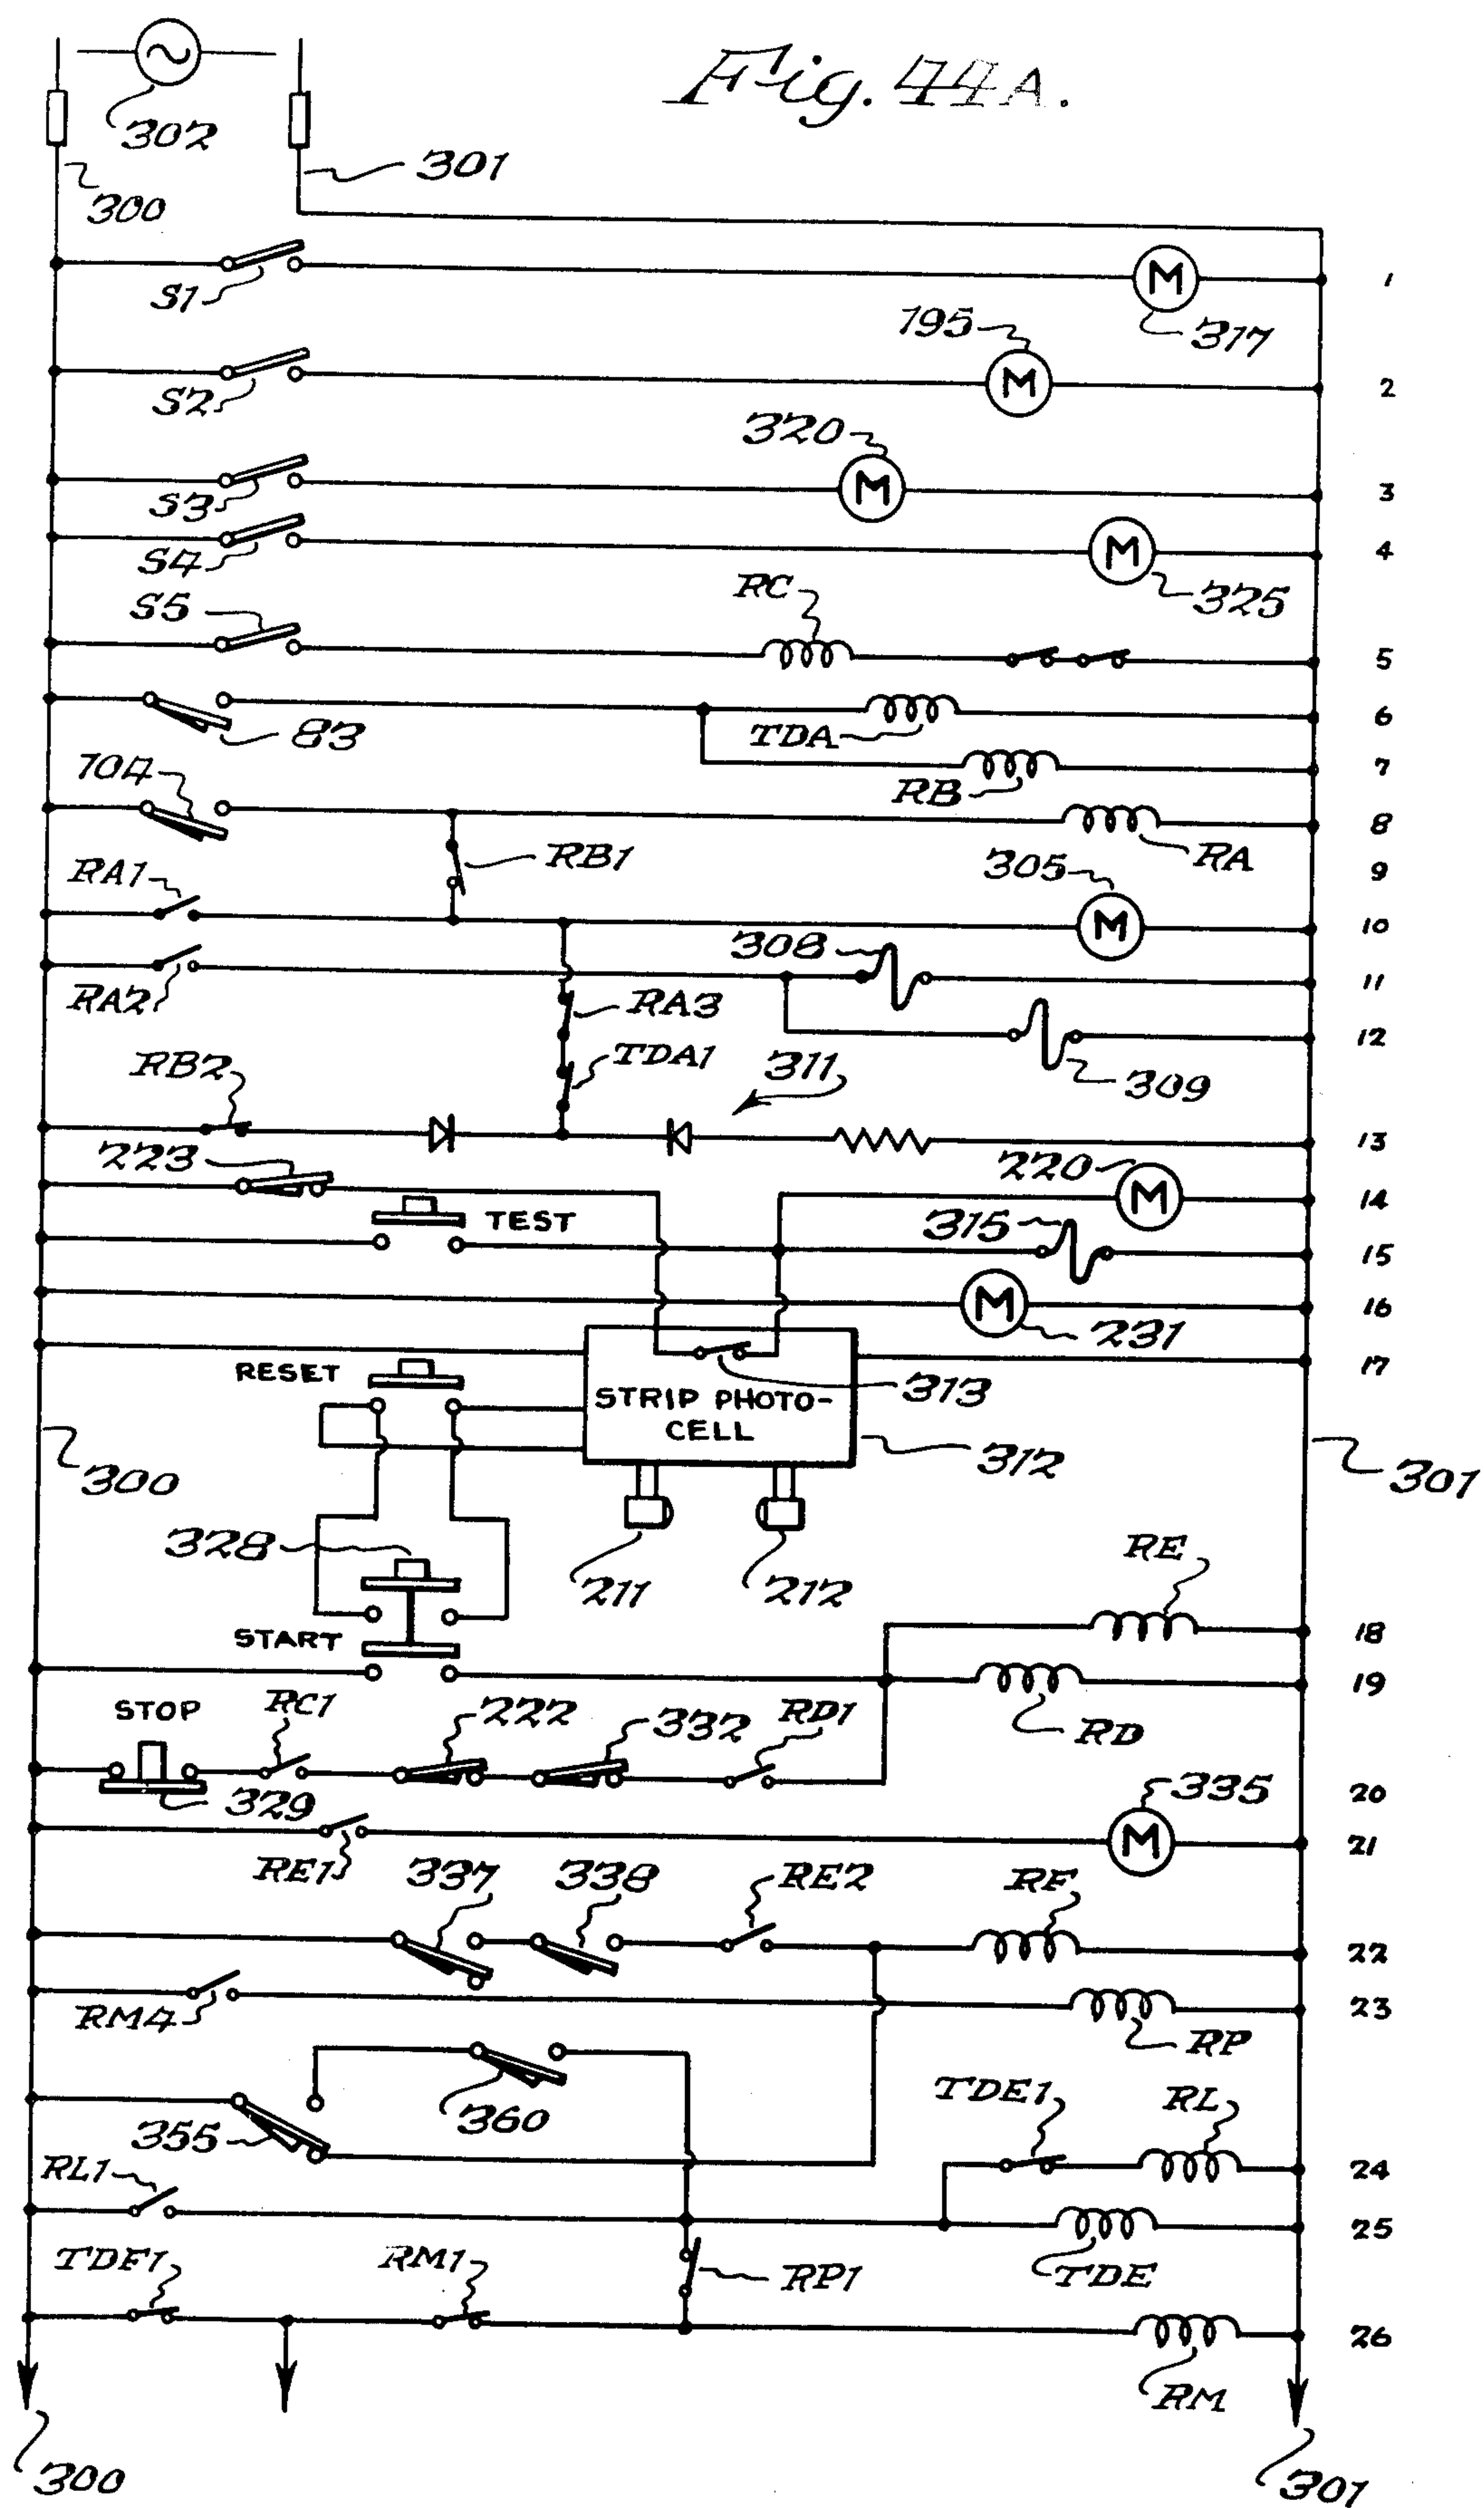 Fig. 44A.
302
301
300
S1
317
1
195
S2
2
320
S3
3
S4
4
325
RC
S5
5
83
TDA
6
RB
7
704
8
RA
RB1
RA1
305
9
10
308
RA2
RA3
11
12
TDA1
311
309
RB2
13
223
220
14
TEST
315
15
16
231
17
RESET
313
STRIP PHOTO-
CELL
312
300
301
328
211
212
RE
START
18
19
STOP
RC1
222
332
RD1
RD
329
20
335
RE1
21
337
338
RE2
RF
22
RM4
23
RP
360
TDE1
RL
355
RL1
24
25
TDF1
RM1
RP1
TDE
26
RM
300
301